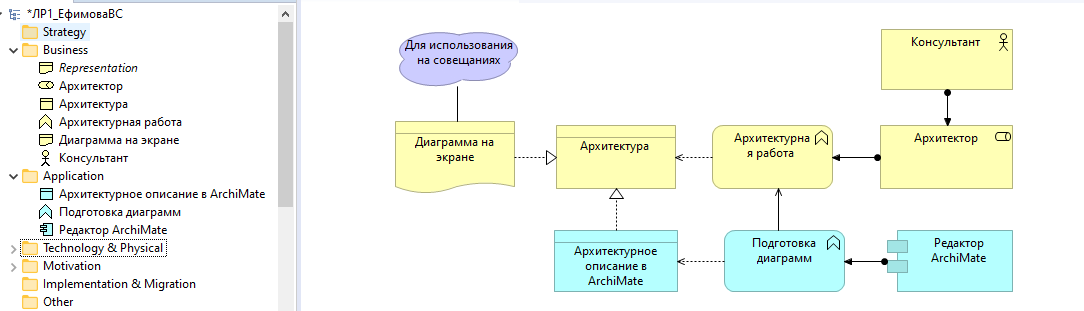 *ЛР1_ЕфимоваВС
Strategy
Business
Representation
Архитектор
Архитектура
Архитектурная работа
Диаграмма на экране
Консультант
Application
Архитектурное описание в ArchiMate
Подготовка диаграмм
Редактор ArchiMate
Technology & Physical
Motivation
Implementation & Migration
Other
Для использования
на совещаниях
Консультант
Диаграмма на
экране
Архитектура
Архитектурна
я работа
Архитектор
Архитектурное
описание в
ArchiMate
Подготовка
диаграмм
Редактор
ArchiMate